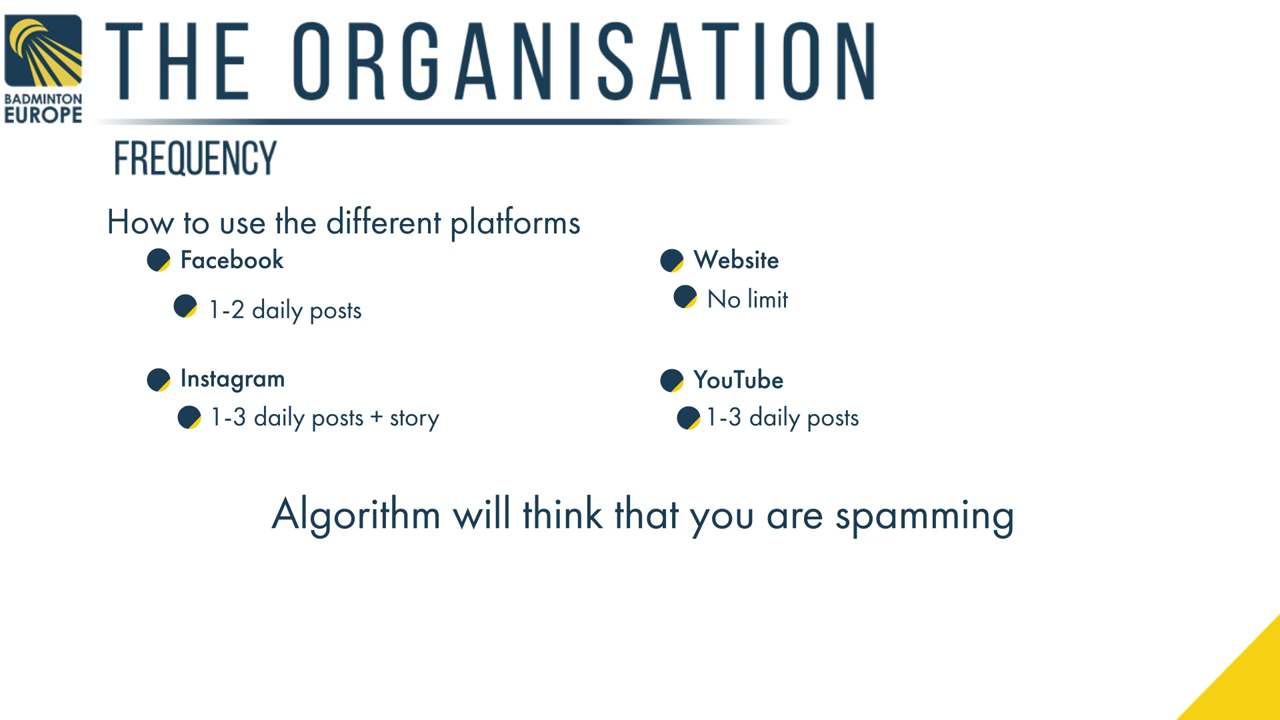 BADMINTON
EUROPE
THE ORGANISATION
FREQUENCY
How to use the different platforms
Facebook
1-2 daily posts
Instagram
1-3 daily posts + story
Website
No limit
YouTube
1-3 daily posts
Algorithm will think that you are spamming